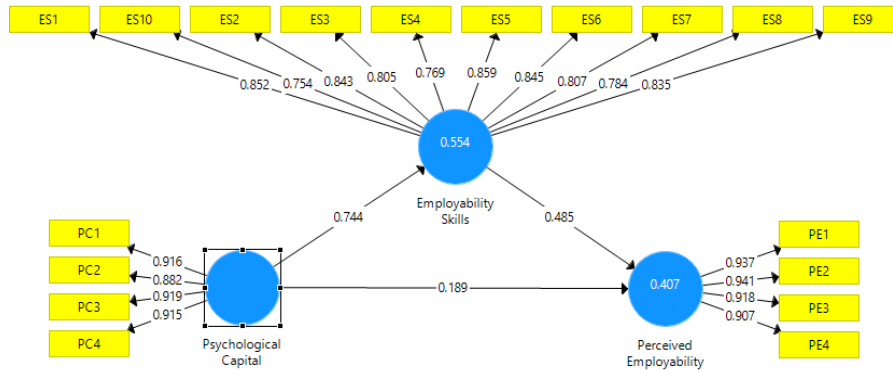 ES1 ES10 ES2 ES3 ES4 ES5 ES6 ES7 ES8 ES9
0.852 0.754 0.843 0.805 0.769 0.859 0.845 0.807 0.784 0.835
0.554
Employability
Skills
0.744 0.485
PC1
PC2
PC3
PC4
0.916
0.882
0.919
0.915
Psychological
Capital
0.189
0.407
Perceived
Employability
0.937
0.941
0.918
0.907
PE1
PE2
PE3
PE4